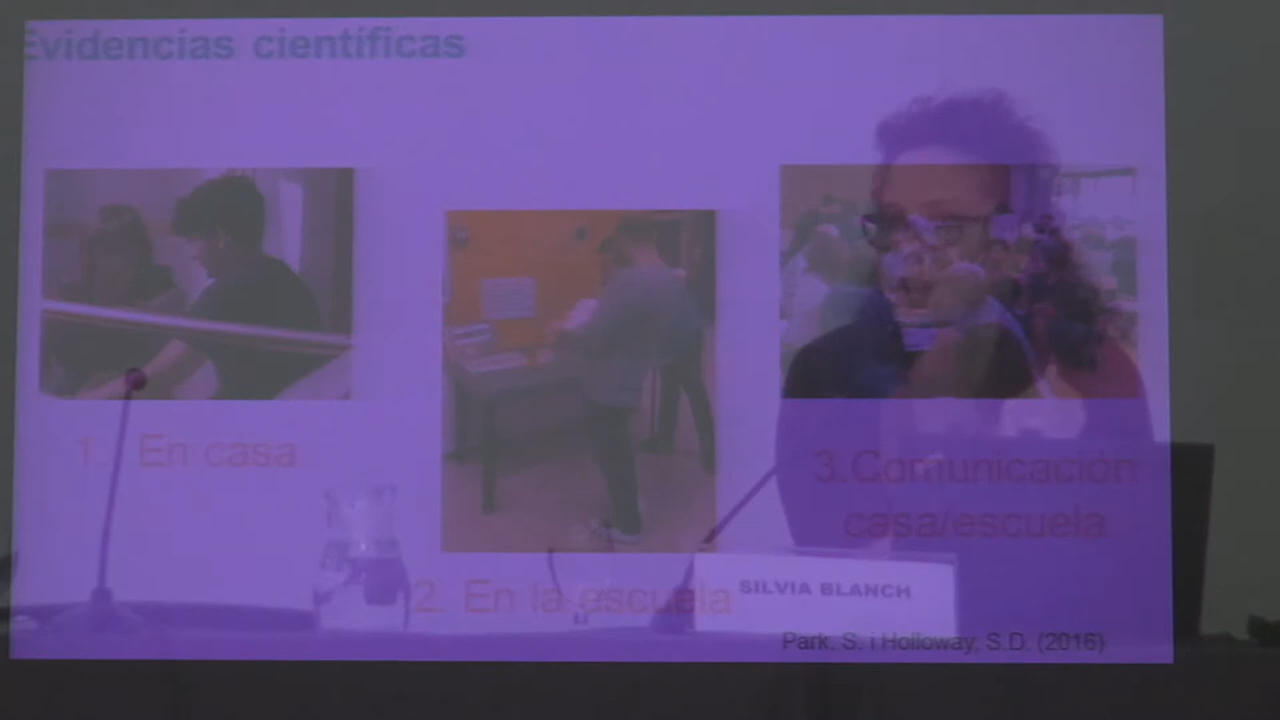 Evidencias científicas
1. En casa
2. En la escuela
3.Comunicación
casa/escuela
SILVIA BLANCH
Park. S. i Holloway, S.D. (2016)